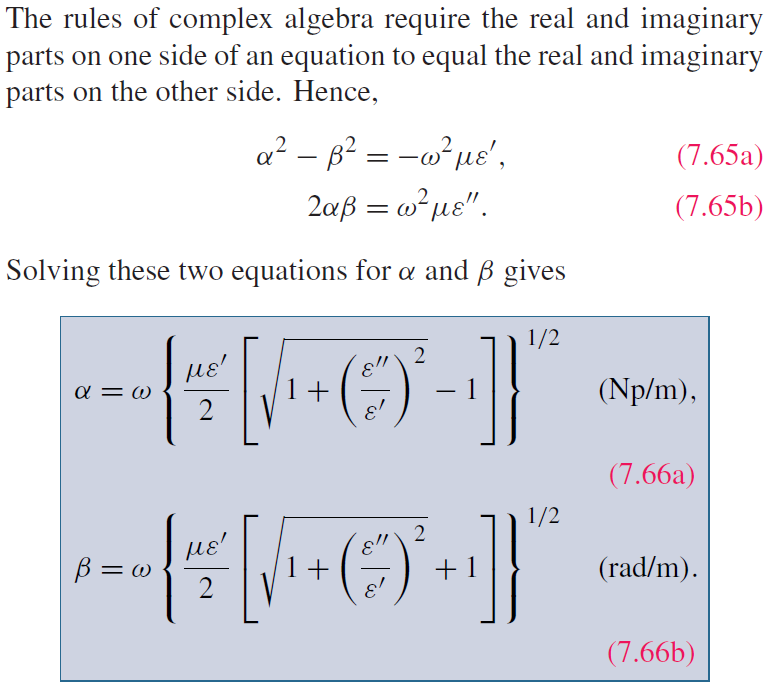 The rules of complex algebra require the real and imaginary
parts on one side of an equation to equal the real and imaginary
parts on the other side. Hence,
α² − β² = −ω²με′, (7.65a)
2αβ = ω²με″. (7.65b)
Solving these two equations for α and β gives
α = ω { με′/2 [ √(1 + (ε″/ε′)²) − 1 ] }^1/2 (Np/m),
(7.66a)
β = ω { με′/2 [ √(1 + (ε″/ε′)²) + 1 ] }^1/2 (rad/m).
(7.66b)